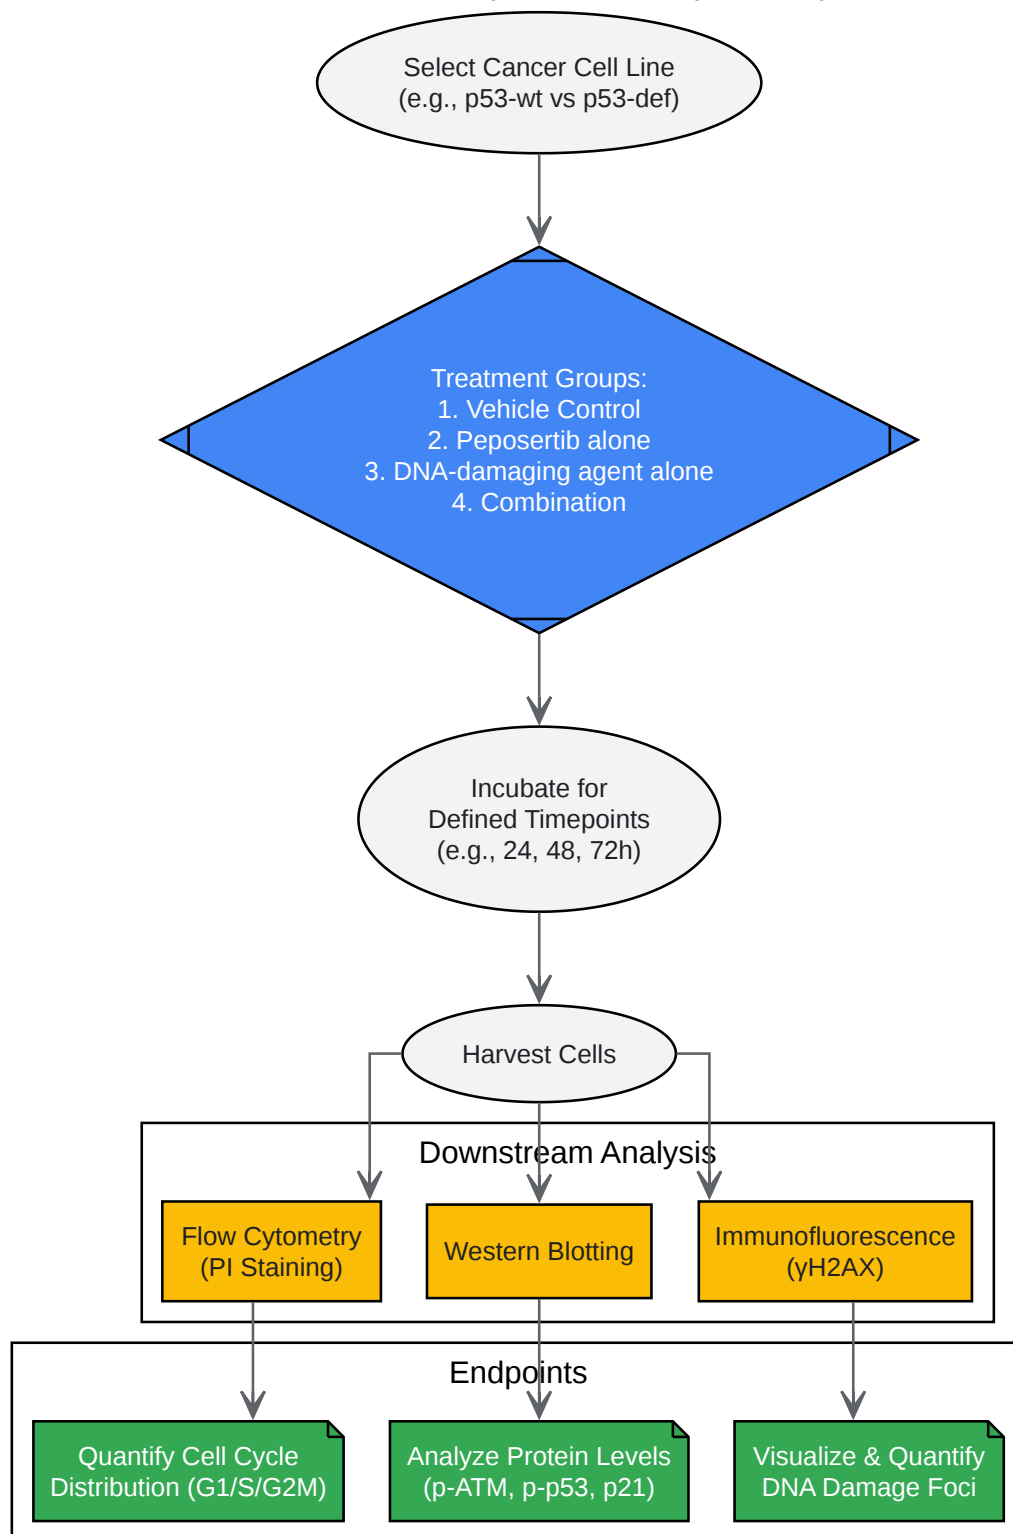 Select Cancer Cell Line
(e.g., p53-wt vs p53-def)
Treatment Groups:
1. Vehicle Control
2. Peposertib alone
3. DNA-damaging agent alone
4. Combination
Incubate for
Defined Timepoints
(e.g., 24, 48, 72h)
Harvest Cells
Downstream Analysis
Flow Cytometry
(PI Staining)
Western Blotting
Immunofluorescence
(γH2AX)
Endpoints
Quantify Cell Cycle
Distribution (G1/S/G2M)
Analyze Protein Levels
(p-ATM, p-p53, p21)
Visualize & Quantify
DNA Damage Foci